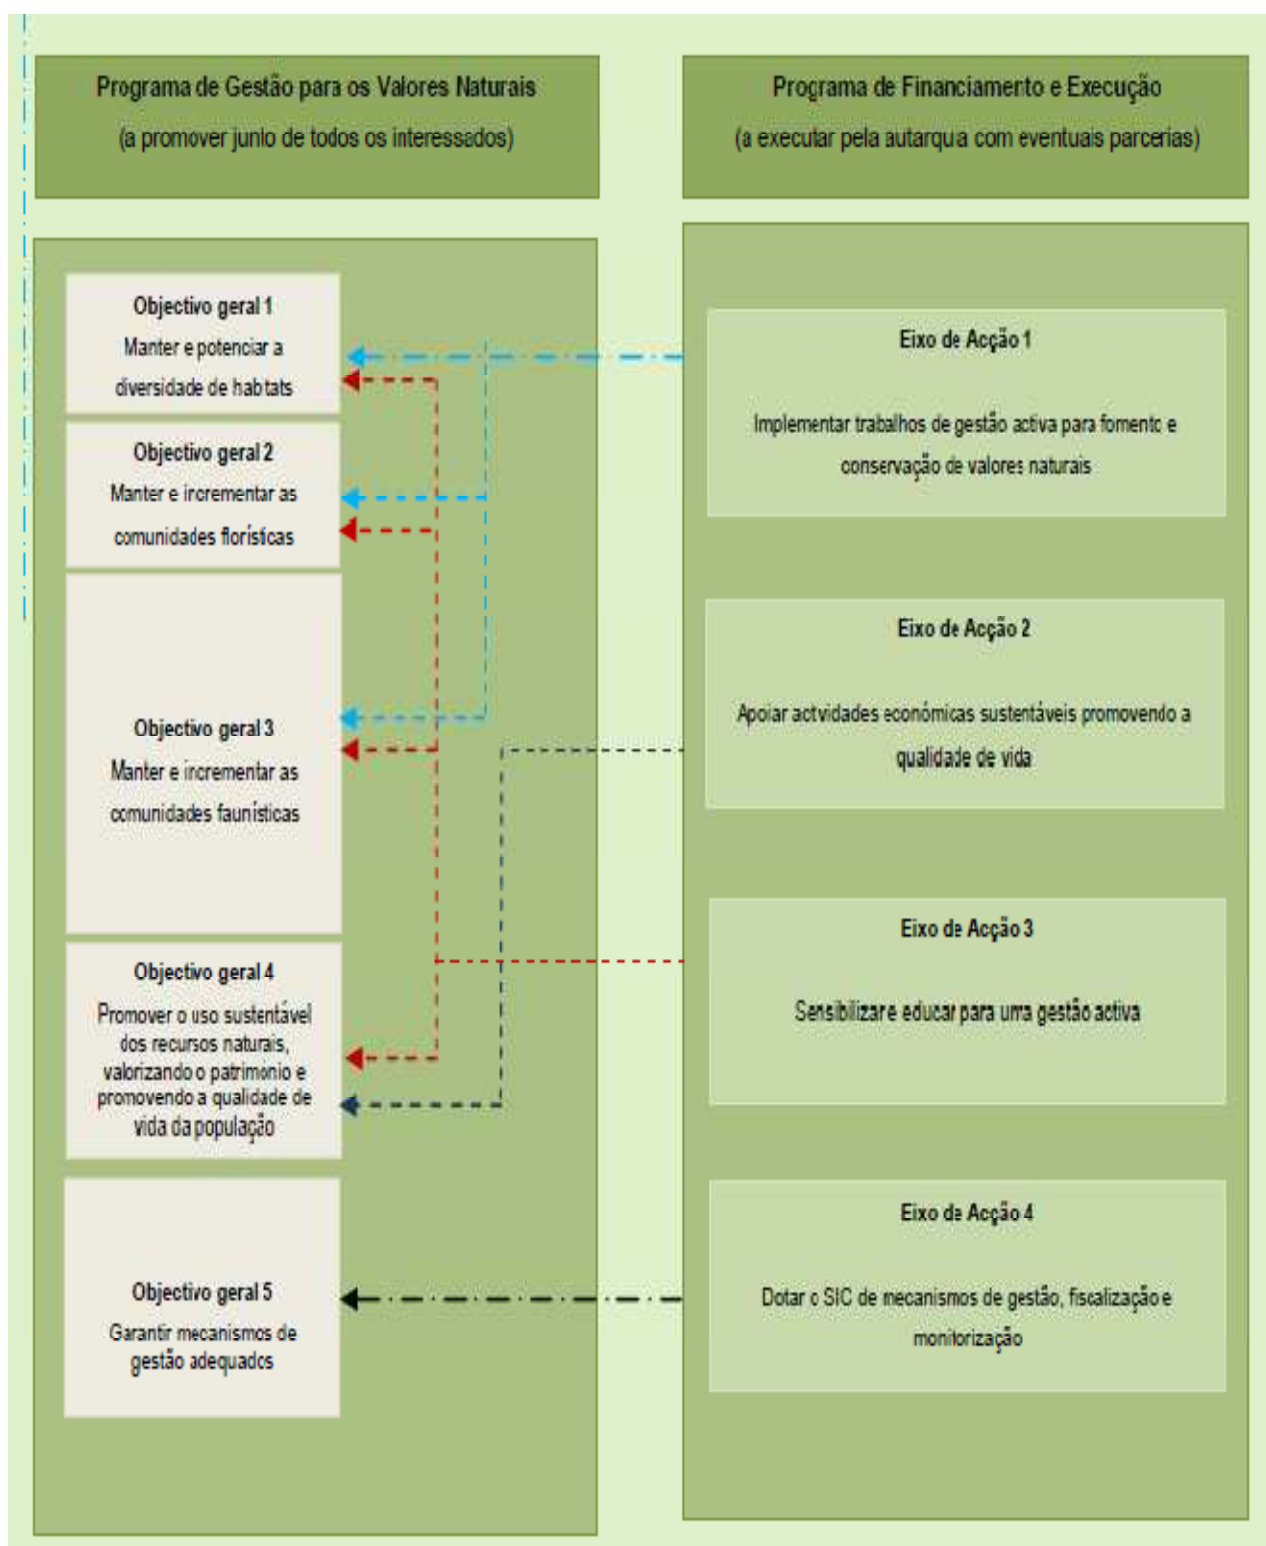 Programa de Gestão para os Valores Naturais
(a promover junto de todos os interessados)
Programa de Financiamento e Execução
(a executar pela autarquia com eventuais parcerias)
Objectivo geral 1
Manter e potenciar a
diversidade de habitats
Objectivo geral 2
Manter e incrementar as
comunidades florísticas
Objectivo geral 3
Manter e incrementar as
comunidades faunísticas
Objectivo geral 4
Promover o uso sustentável
dos recursos naturais,
valorizando o património e
promovendo a qualidade de
vida da população
Objectivo geral 5
Garantir mecanismos de
gestão adequados
Eixo de Acção 1
Implementar trabalhos de gestão activa para fomento e
conservação de valores naturais
Eixo de Acção 2
Apoiar actividades económicas sustentáveis promovendo a
qualidade de vida
Eixo de Acção 3
Sensibilizar e educar para uma gestão activa
Eixo de Acção 4
Dotar o SIC de mecanismos de gestão, fiscalização e
monitorização